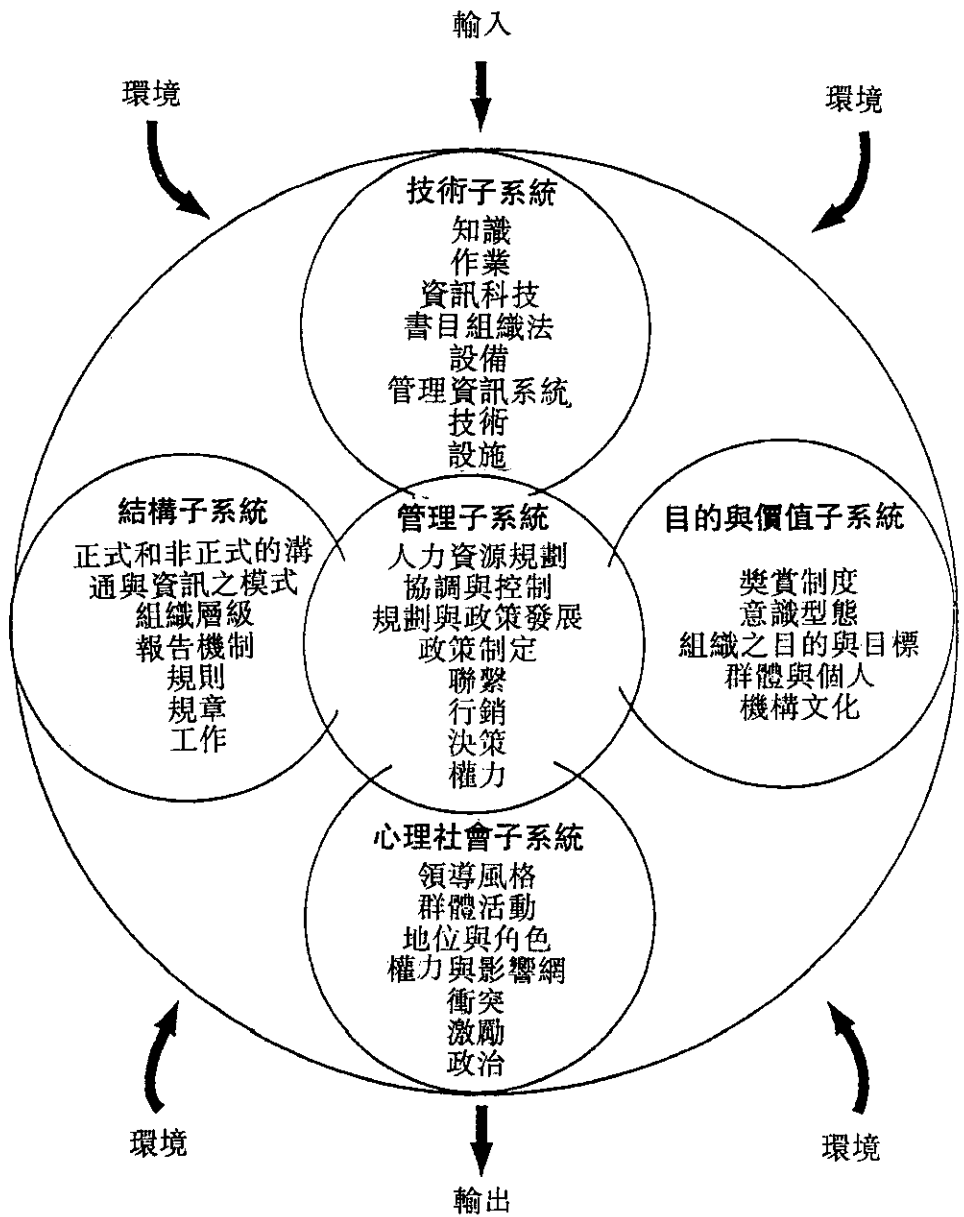 輸入
環境
環境
技術子系統
知識
作業
資訊科技
書目組織法
設備
管理資訊系統
技術
設施
結構子系統
正式和非正式的溝
通與資訊之模式
組織層級
報告機制
規則
規章
工作
管理子系統
人力資源規劃
協調與控制
規劃與政策發展
政策制定
聯繫
行銷
決策
權力
目的與價值子系統
獎賞制度
意識型態
組織之目的與目標
群體與個人
機構文化
心理社會子系統
領導風格
群體活動
地位與角色
權力與影響網
衝突
激勵
政治
環境
環境
輸出